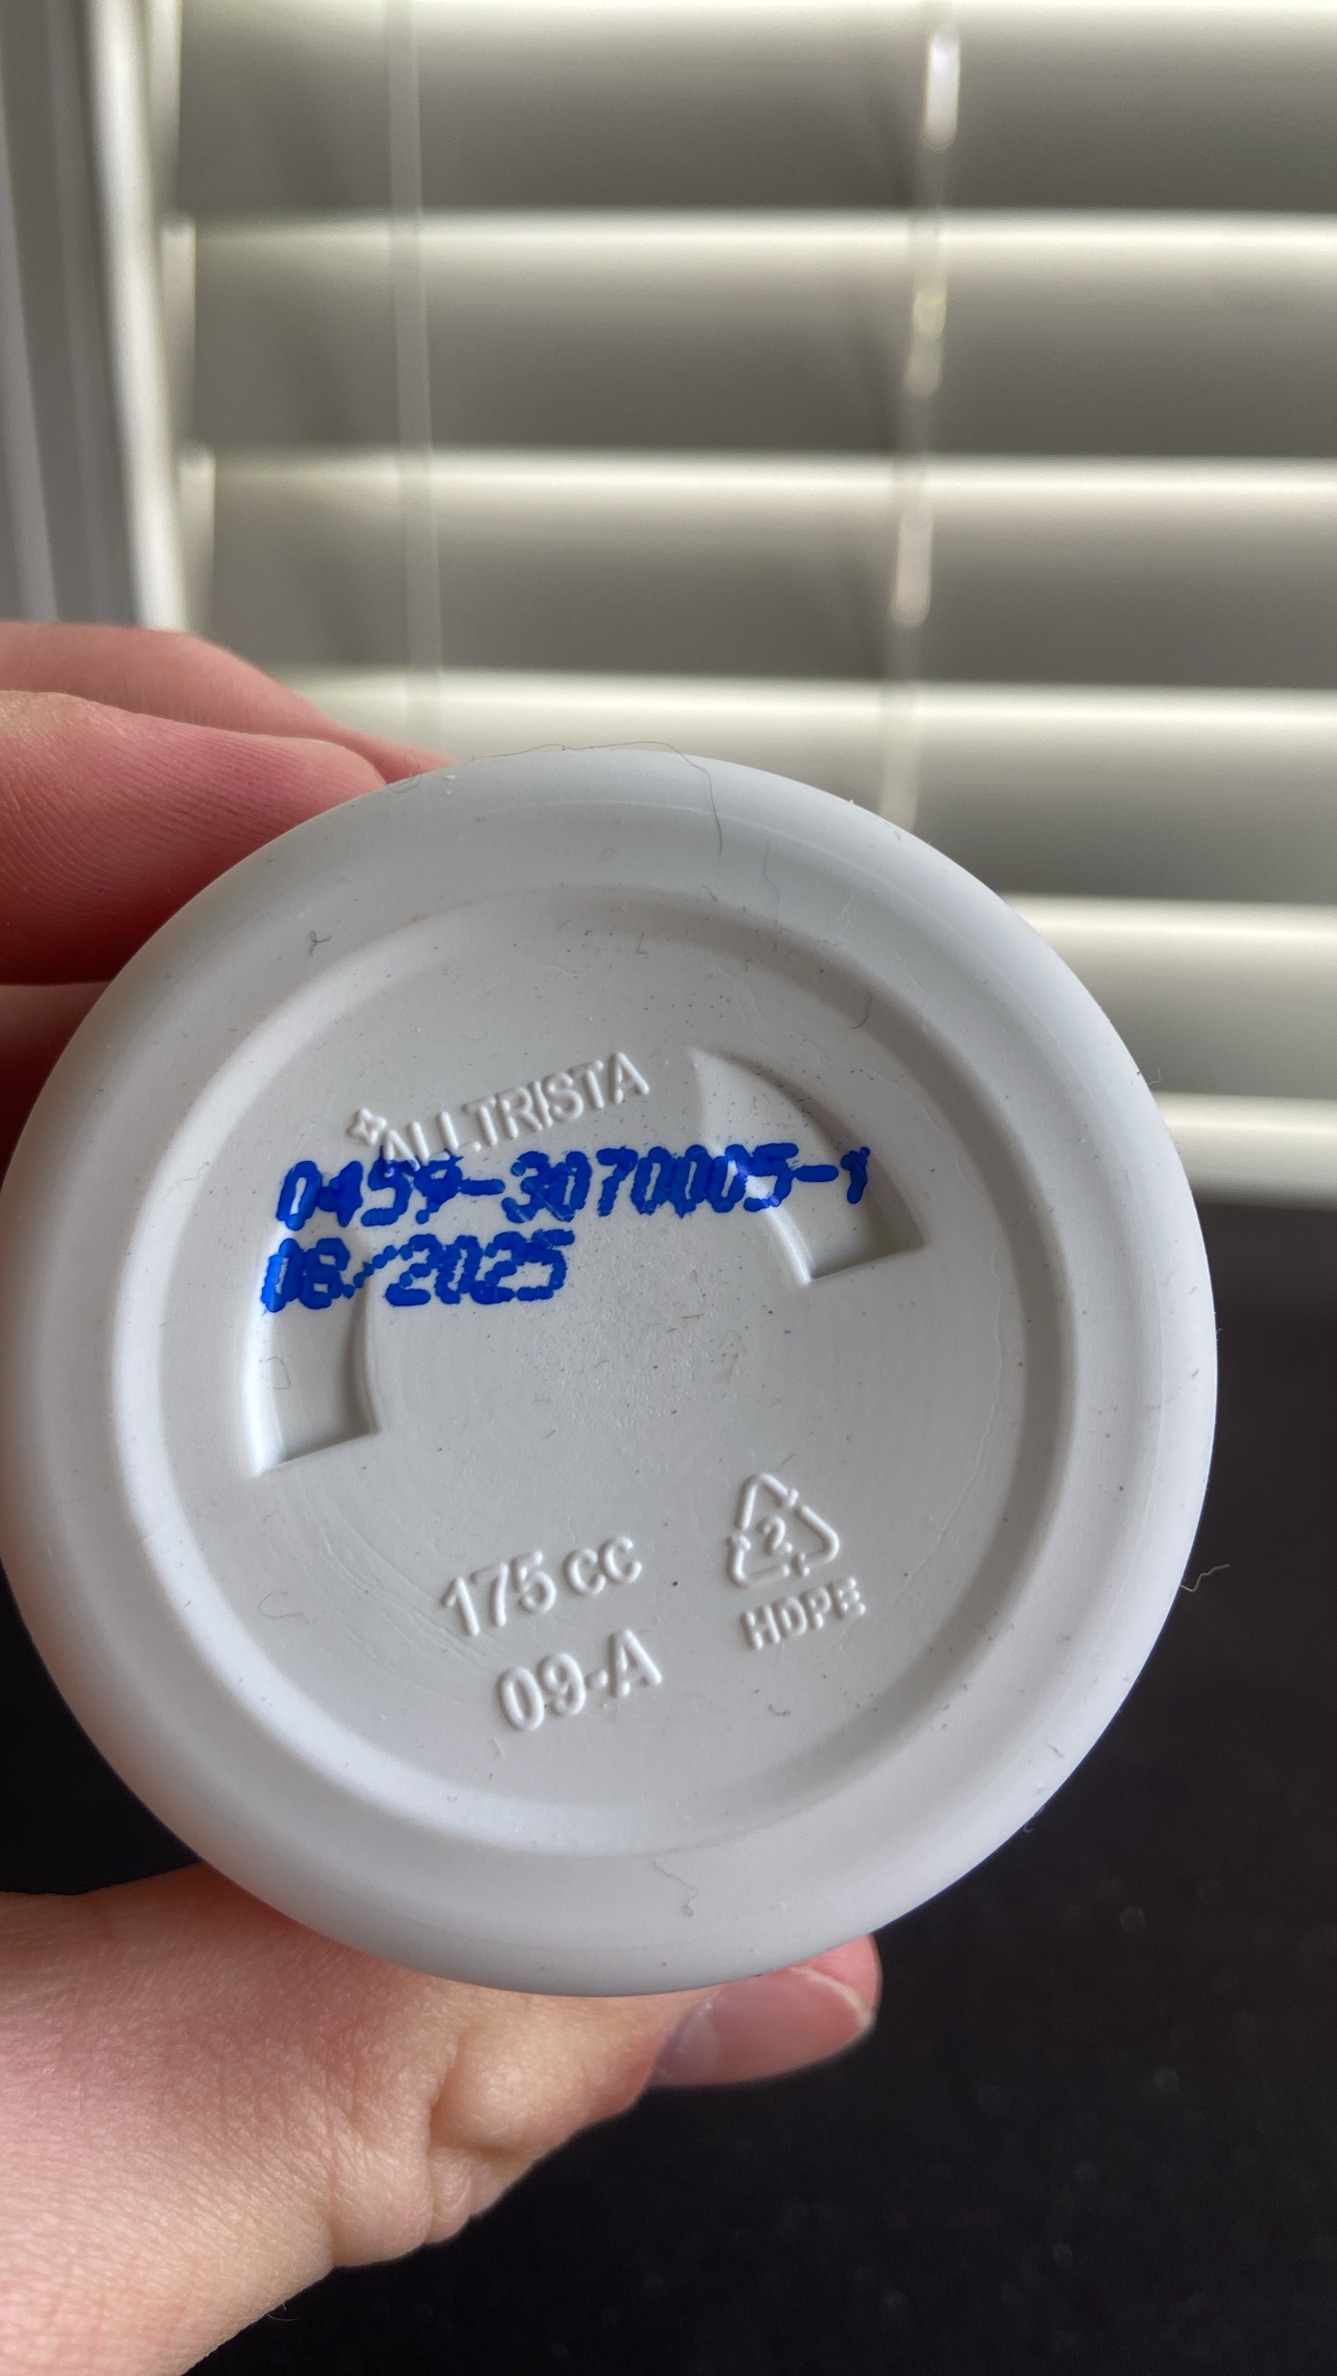 ALLTRISTA
0459-3070005-1
08/2025
175 cc
2
HDPE
09-A